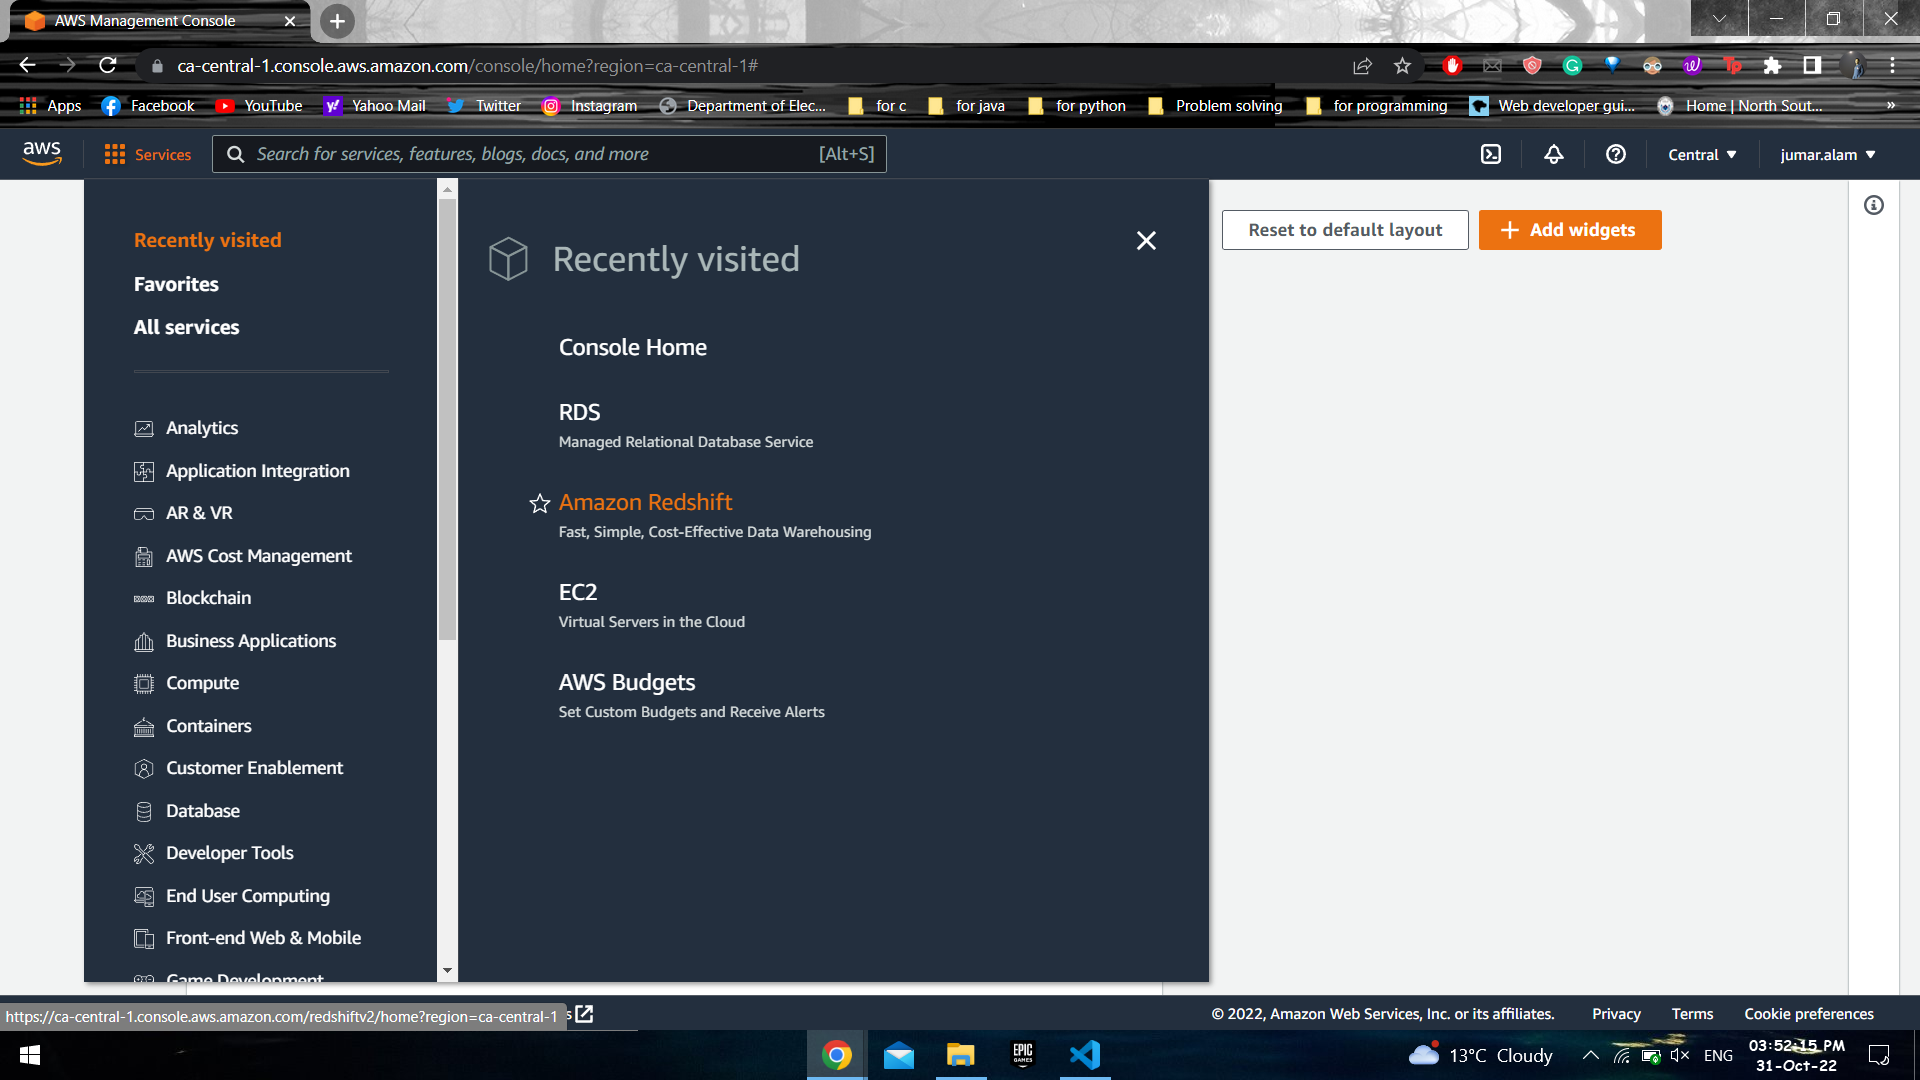 AWS Management Console
ca-central-1.console.aws.amazon.com/console/home?region=ca-central-1#
Apps Facebook YouTube Yahoo Mail Twitter Instagram Department of Elec... for c for java for python Problem solving for programming Web developer gui... Home | North Sout... »
aws Services Search for services, features, blogs, docs, and more [Alt+S] Central jumar.alam
Reset to default layout Add widgets
Recently visited
Favorites
All services
Analytics
Application Integration
AR & VR
AWS Cost Management
Blockchain
Business Applications
Compute
Containers
Customer Enablement
Database
Developer Tools
End User Computing
Front-end Web & Mobile
Game Development
Recently visited
Console Home
RDS
Managed Relational Database Service
Amazon Redshift
Fast, Simple, Cost-Effective Data Warehousing
EC2
Virtual Servers in the Cloud
AWS Budgets
Set Custom Budgets and Receive Alerts
https://ca-central-1.console.aws.amazon.com/redshiftv2/home?region=ca-central-1 s © 2022, Amazon Web Services, Inc. or its affiliates. Privacy Terms Cookie preferences
EPIC GAMES 13°C Cloudy ENG 03:52:15 PM
31-Oct-22